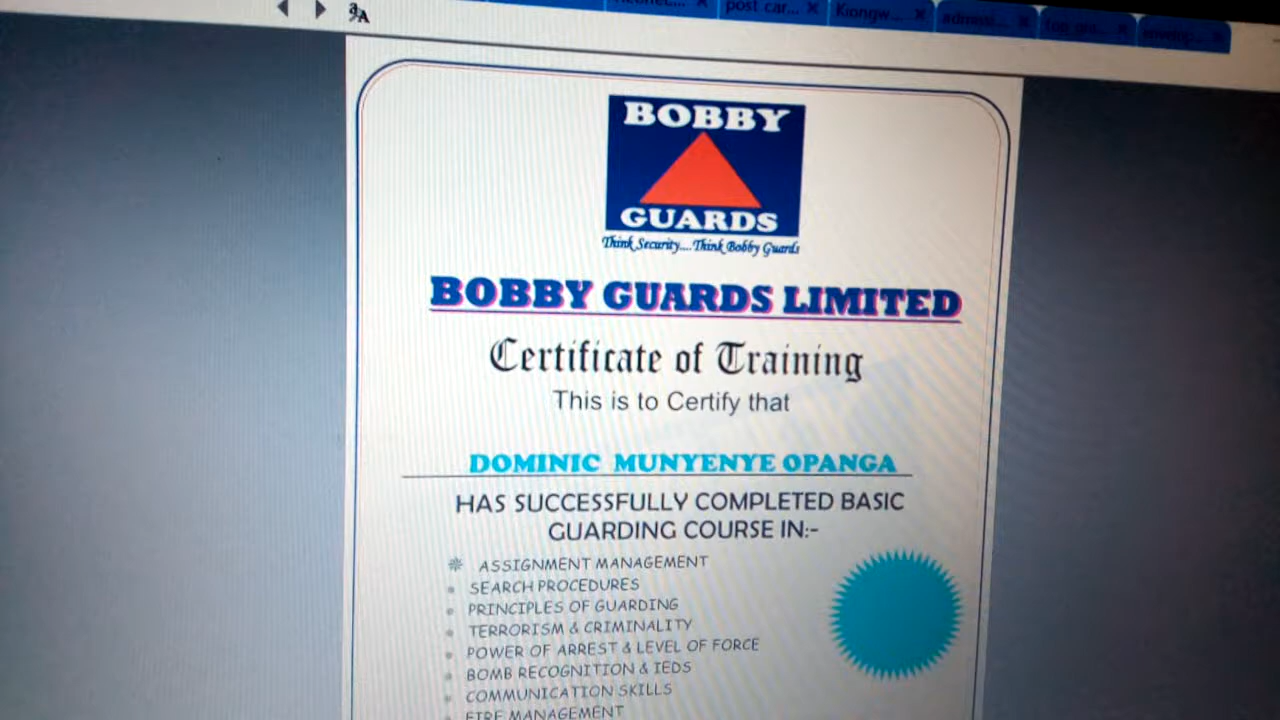 post car...
Kiongw...
BOBBY
GUARDS
Think Security....Think Bobby Guards
BOBBY GUARDS LIMITED
Certificate of Training
This is to Certify that
DOMINIC MUNYENYE OPANGA
HAS SUCCESSFULLY COMPLETED BASIC
GUARDING COURSE IN:-
ASSIGNMENT MANAGEMENT
SEARCH PROCEDURES
PRINCIPLES OF GUARDING
TERRORISM & CRIMINALITY
POWER OF ARREST & LEVEL OF FORCE
BOMB RECOGNITION & IEDS
COMMUNICATION SKILLS
FIRE MANAGEMENT